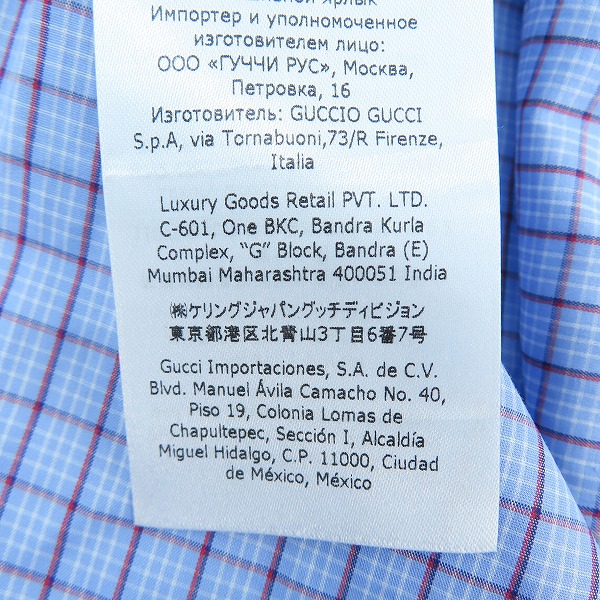 ярлык
Импортер и уполномоченное
изготовителем лицо:
ООО «ГУЧЧИ РУС», Москва,
Петровка, 16
Изготовитель: GUCCIO GUCCI
S.p.A, via Tornabuoni,73/R Firenze,
Italia
Luxury Goods Retail PVT. LTD.
C-601, One BKC, Bandra Kurla
Complex, “G” Block, Bandra (E)
Mumbai Maharashtra 400051 India
㈱ケリングジャパングッチディビジョン
東京都港区北青山3丁目6番7号
Gucci Importaciones, S.A. de C.V.
Blvd. Manuel Ávila Camacho No. 40,
Piso 19, Colonia Lomas de
Chapultepec, Sección I, Alcaldía
Miguel Hidalgo, C.P. 11000, Ciudad
de México, México